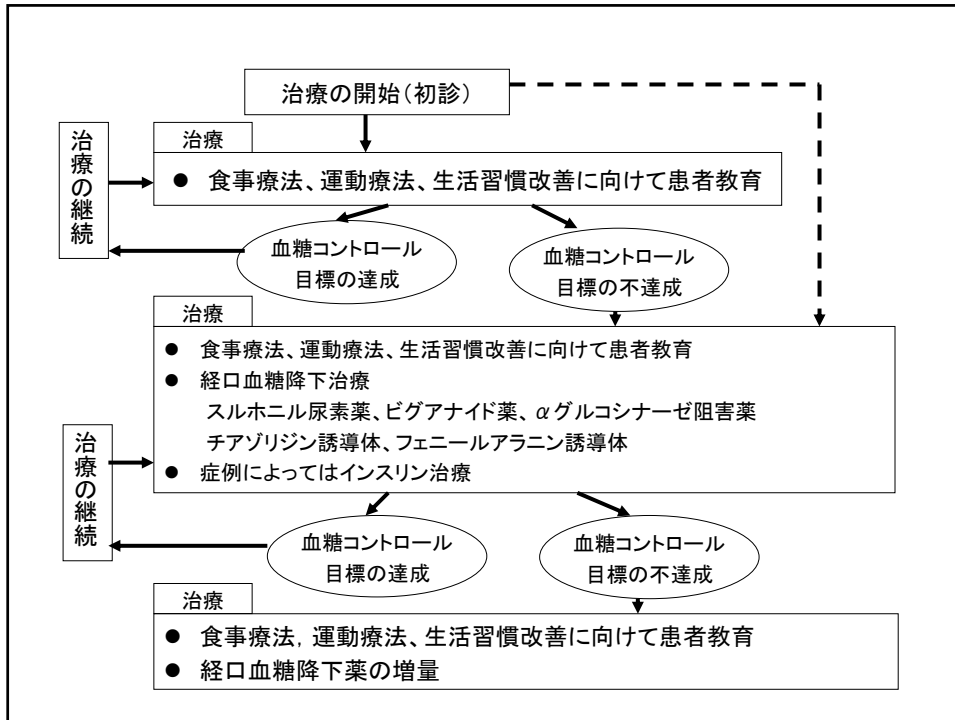 治療の開始（初診）
治療の継続
治療
● 食事療法、運動療法、生活習慣改善に向けて患者教育
血糖コントロール
目標の達成
血糖コントロール
目標の不達成
治療
● 食事療法、運動療法、生活習慣改善に向けて患者教育
● 経口血糖降下治療
スルホニル尿素薬、ビグアナイド薬、αグルコシナーゼ阻害薬
チアゾリジン誘導体、フェニールアラニン誘導体
● 症例によってはインスリン治療
治療の継続
血糖コントロール
目標の達成
血糖コントロール
目標の不達成
治療
● 食事療法，運動療法、生活習慣改善に向けて患者教育
● 経口血糖降下薬の増量